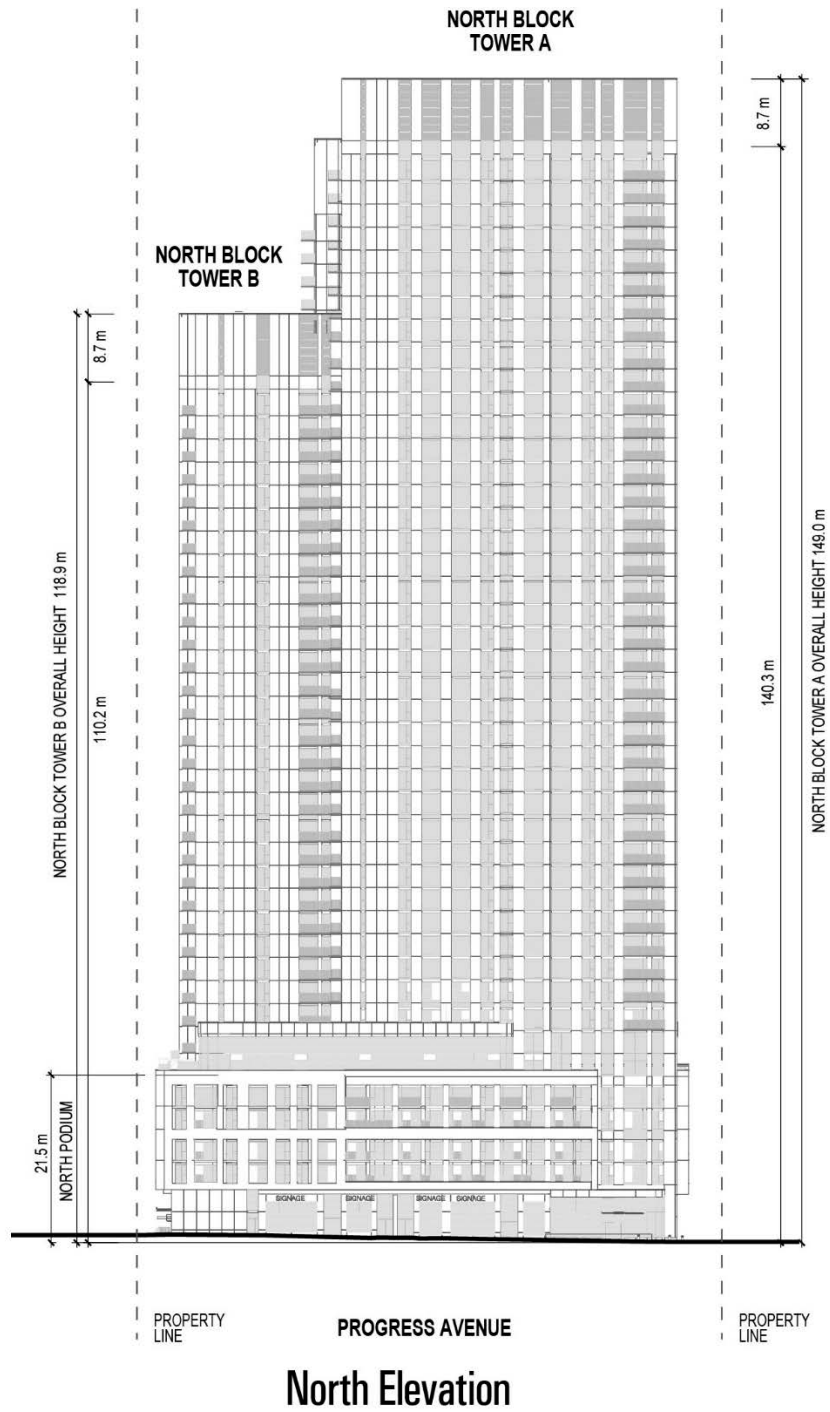 NORTH BLOCK
TOWER A
8.7 m
NORTH BLOCK
TOWER B
8.7 m
NORTH BLOCK TOWER B OVERALL HEIGHT 118.9 m
110.2 m
140.3 m
NORTH BLOCK TOWER A OVERALL HEIGHT 149.0 m
21.5 m
NORTH PODIUM
SIGNAGE
SIGNAGE
SIGNAGE
SIGNAGE
PROPERTY
LINE
PROGRESS AVENUE
PROPERTY
LINE
North Elevation